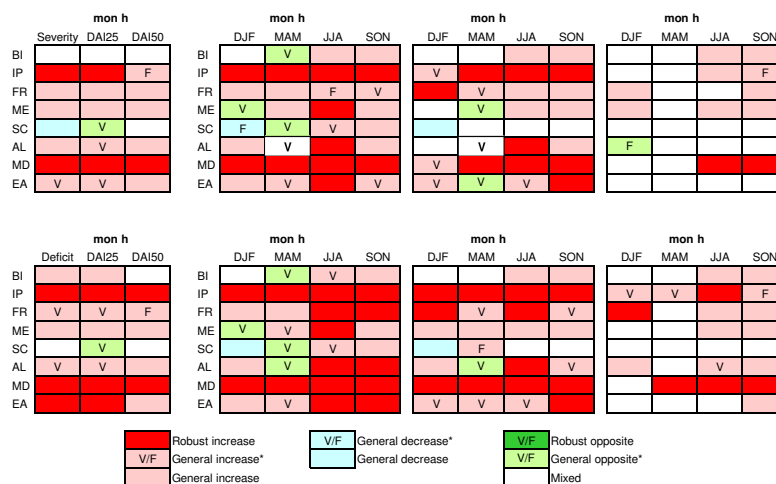 mon h mon h mon h mon h
Severity DAI25 DAI50 DJF MAM JJA SON DJF MAM JJA SON DJF MAM JJA SON
BI V
IP F V F
FR F V V
ME V V
SC V F V V
AL V V V F
MD V
EA V V V V V V V
mon h mon h mon h mon h
Deficit DAI25 DAI50 DJF MAM JJA SON DJF MAM JJA SON DJF MAM JJA SON
BI V V
IP V V F
FR V V F V V
ME V V
SC V V V F
AL V V V V V V
MD
EA V V V V
Robust increase V/F General decrease* V/F Robust opposite
V/F General increase* General decrease V/F General opposite*
General increase Mixed